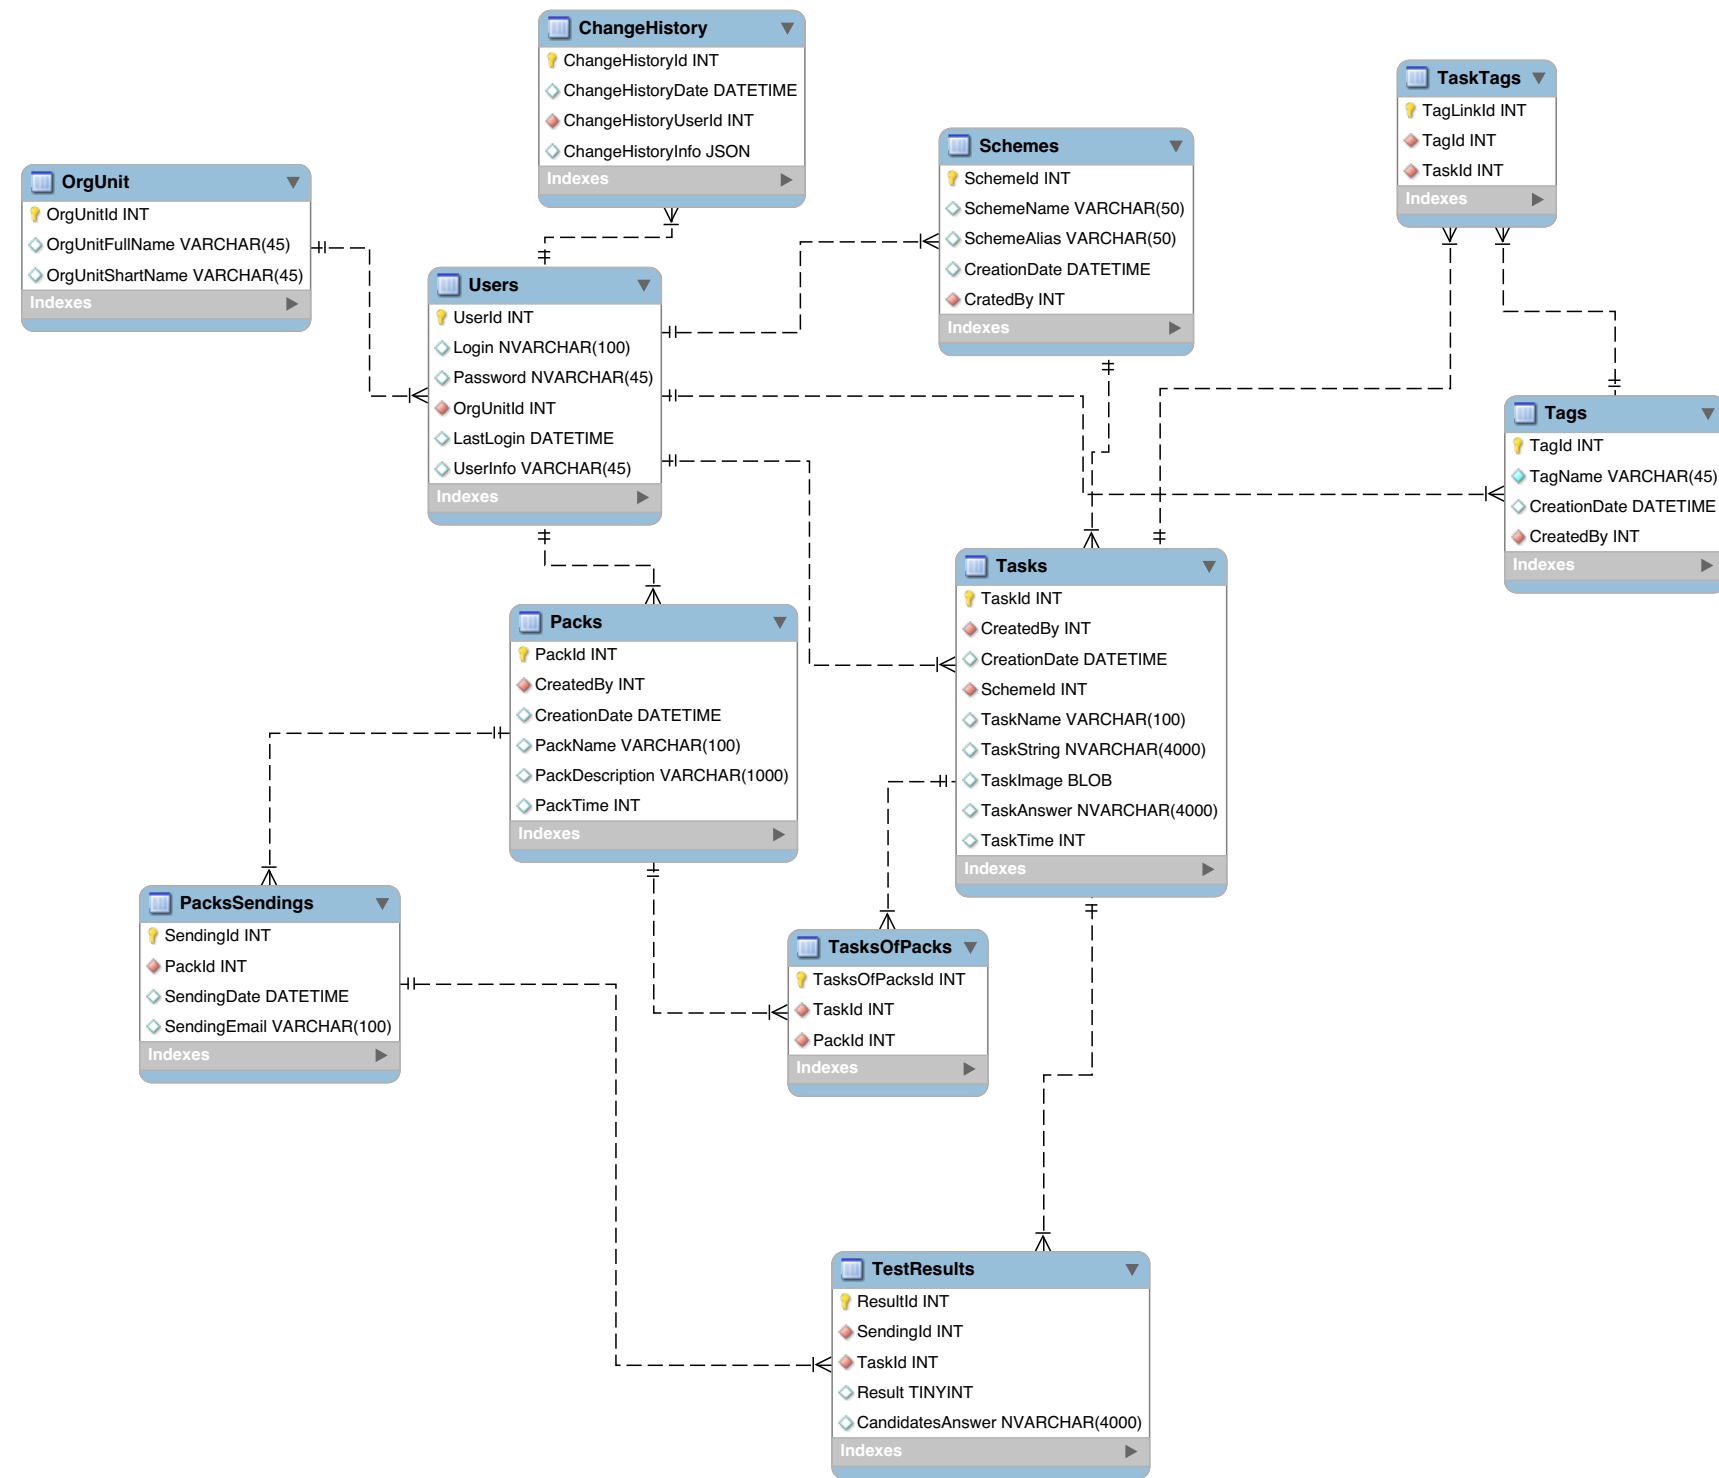 ChangeHistory
ChangeHistoryId INT
ChangeHistoryDate DATETIME
ChangeHistoryUserId INT
ChangeHistoryInfo JSON
Indexes
TaskTags
TagLinkId INT
TagId INT
TaskId INT
Indexes
Schemes
SchemeId INT
SchemeName VARCHAR(50)
SchemeAlias VARCHAR(50)
CreationDate DATETIME
CratedBy INT
Indexes
OrgUnit
OrgUnitId INT
OrgUnitFullName VARCHAR(45)
OrgUnitShartName VARCHAR(45)
Indexes
Users
UserId INT
Login NVARCHAR(100)
Password NVARCHAR(45)
OrgUnitId INT
LastLogin DATETIME
UserInfo VARCHAR(45)
Indexes
Tags
TagId INT
TagName VARCHAR(45)
CreationDate DATETIME
CreatedBy INT
Indexes
Tasks
TaskId INT
CreatedBy INT
CreationDate DATETIME
SchemeId INT
TaskName VARCHAR(100)
TaskString NVARCHAR(4000)
TaskImage BLOB
TaskAnswer NVARCHAR(4000)
TaskTime INT
Indexes
Packs
PackId INT
CreatedBy INT
CreationDate DATETIME
PackName VARCHAR(100)
PackDescription VARCHAR(1000)
PackTime INT
Indexes
PacksSendings
SendingId INT
PackId INT
SendingDate DATETIME
SendingEmail VARCHAR(100)
Indexes
TasksOfPacks
TasksOfPacksId INT
TaskId INT
PackId INT
Indexes
TestResults
ResultId INT
SendingId INT
TaskId INT
Result TINYINT
CandidatesAnswer NVARCHAR(4000)
Indexes